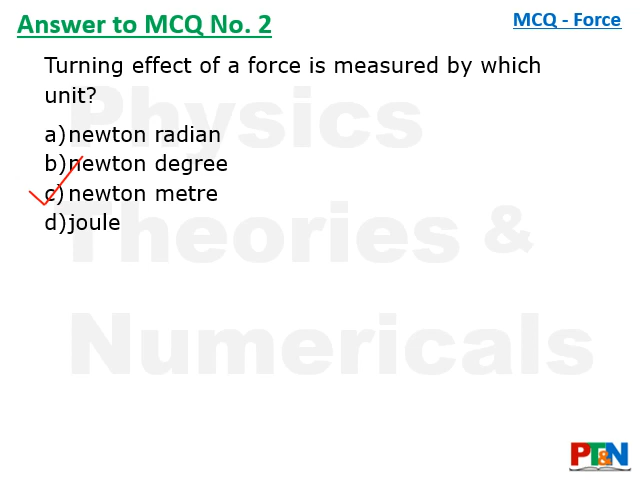 Answer to MCQ No. 2
MCQ - Force
Turning effect of a force is measured by which
unit?
a) newton radian
b) newton degree
c) newton metre
d) joule
Physics
Theories &
Numericals
PT&N